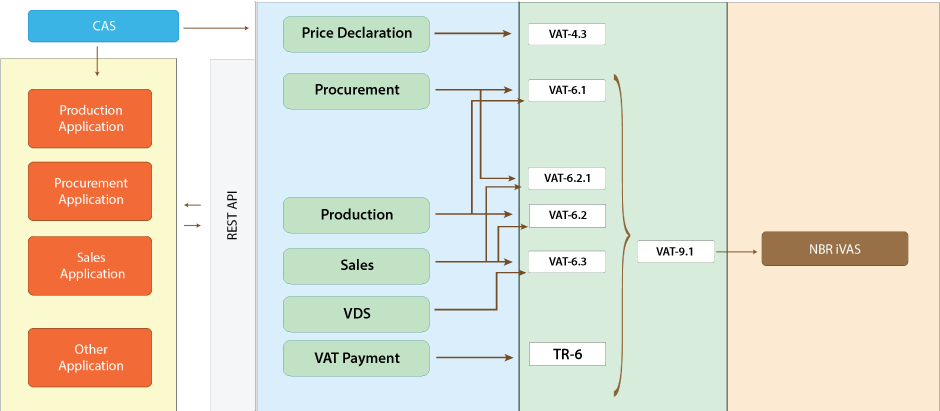 CAS
Production
Application
Procurement
Application
Sales
Application
Other
Application
REST API
Price Declaration
Procurement
Production
Sales
VDS
VAT Payment
VAT-4.3
VAT-6.1
VAT-6.2.1
VAT-6.2
VAT-6.3
TR-6
VAT-9.1
NBR iVAS